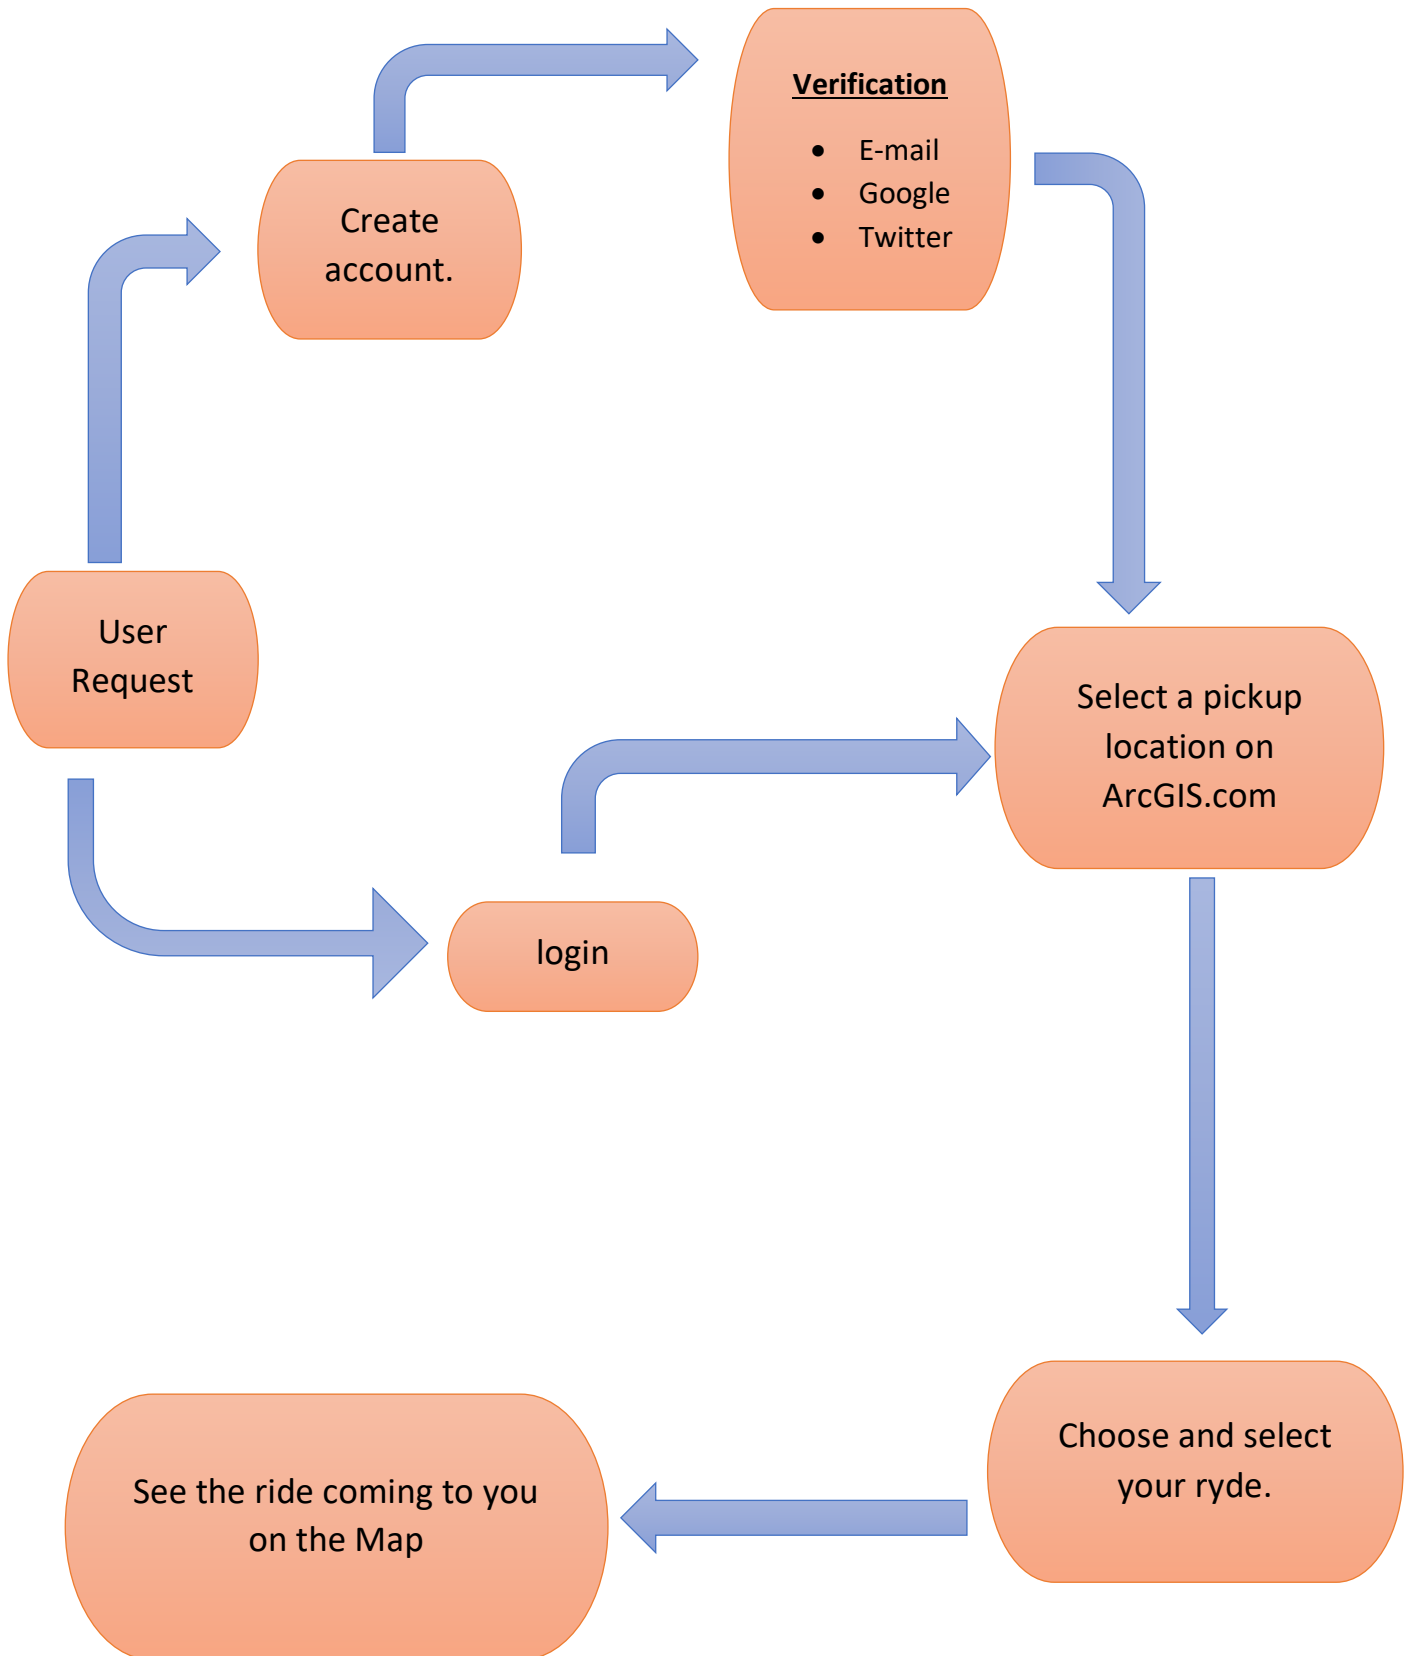 Verification
• E-mail
• Google
• Twitter
Create
account.
User
Request
Select a pickup
location on
ArcGIS.com
login
Choose and select
your ryde.
See the ride coming to you
on the Map